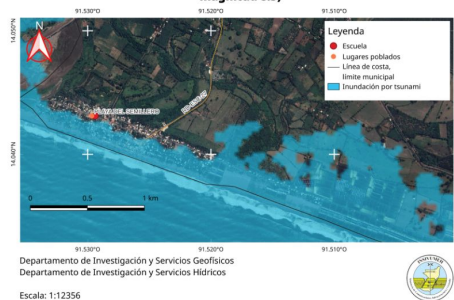 91.530°O 91.520°O 91.510°O
14.050°N
N
Leyenda
Escuela
Lugares poblados
Línea de costa,
límite municipal
Inundación por tsunami
PLAYA DEL SEMILLERO
14.040°N
0 0.5 1 km
91.530°O 91.520°O 91.510°O
Departamento de Investigación y Servicios Geofísicos
Departamento de Investigación y Servicios Hídricos
Escala: 1:12356
INSIVUMEH